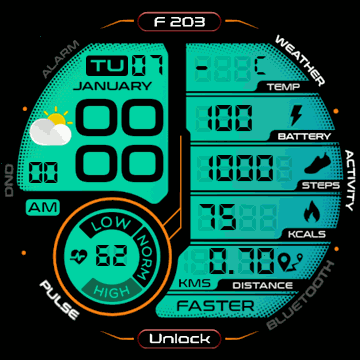 F 203
ALARM
WEATHER
TU 07
JANUARY
00
00
00
AM
DND
- C
TEMP
100
BATTERY
1000
STEPS
ACTIVITY
75
KCALS
0.70
KMS DISTANCE
FASTER
BLUETOOTH
LOW
NORM
HIGH
62
PULSE
Unlock